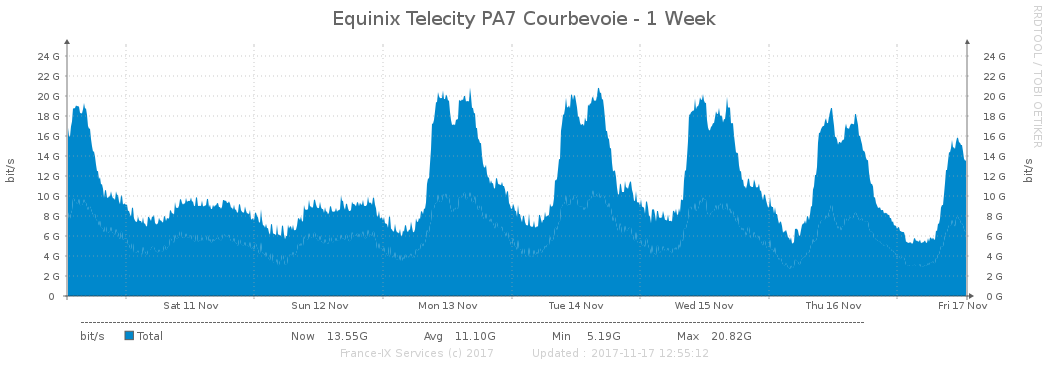 Equinix Telecity PA7 Courbevoie - 1 Week
RRDTOOL / TOBI OETIKER
bit/s
24 G
22 G
20 G
18 G
16 G
14 G
12 G
10 G
8 G
6 G
4 G
2 G
0
24 G
22 G
20 G
18 G
16 G
14 G
12 G
10 G
8 G
6 G
4 G
2 G
0 G
bit/s
Sat 11 Nov Sun 12 Nov Mon 13 Nov Tue 14 Nov Wed 15 Nov Thu 16 Nov Fri 17 Nov
bit/s Total Now 13.55G Avg 11.10G Min 5.19G Max 20.82G
France-IX Services (c) 2017 Updated : 2017-11-17 12:55:12